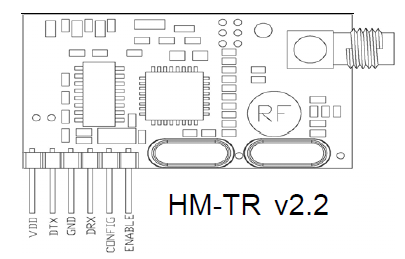 RF
HM-TR v2.2
VDD
DTX
GND
DRX
CONFIG
ENABLE